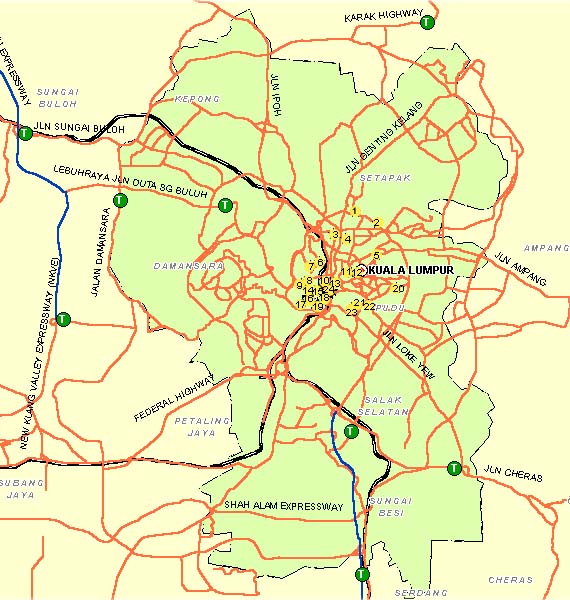 KARAK HIGHWAY
T
EXPRESSWAY
SUNGAI
BULOH
KEPONG
JLN IPOH
T
JLN SUNGAI BULOH
JLN GENTING KELANG
LEBUHRAYA JLN DUTA SG BULUH
SETAPAK
T
T
1
2
3
4
JALAN DAMANSARA
AMPANG
5
6
7
DAMANSARA
11
12
KUALA LUMPUR
JLN AMPANG
8
9
10
13
20
14
24
16
18
17
19
21
22
23
PUDU
NEW KLANG VALLEY EXPRESSWAY (NKVE)
T
JLN LOKE YEW
FEDERAL HIGHWAY
SALAK
SELATAN
PETALING
JAYA
T
T
JLN CHERAS
SUBANG
JAYA
SHAH ALAM EXPRESSWAY
SUNGAI
BESI
T
CHERAS
SERDANG